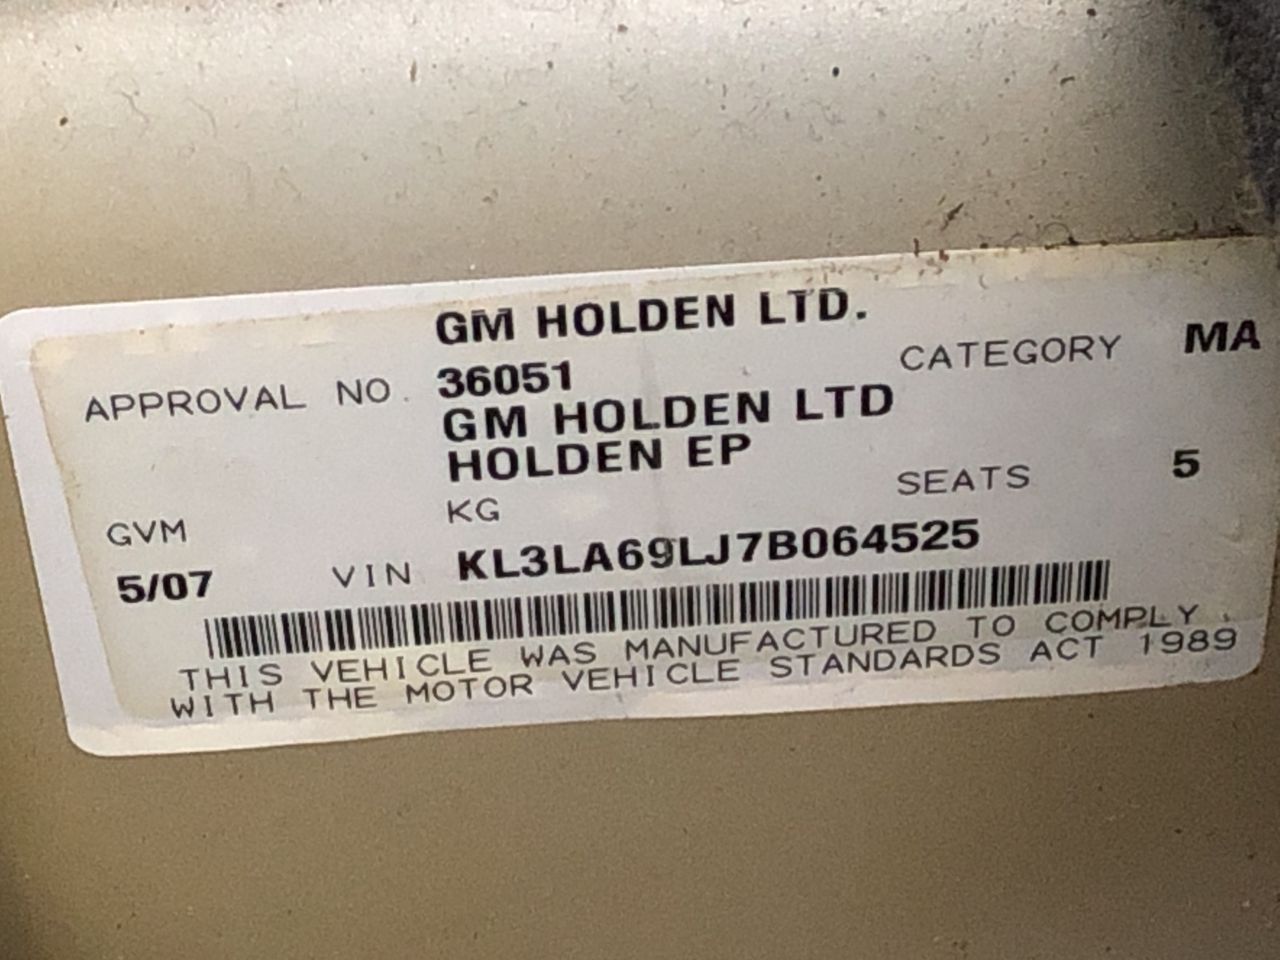 GM HOLDEN LTD.
APPROVAL NO. 36051 CATEGORY MA
GM HOLDEN LTD
HOLDEN EP
GVM KG SEATS 5
5/07 VIN KL3LA69LJ7B064525
THIS VEHICLE WAS MANUFACTURED TO COMPLY
WITH THE MOTOR VEHICLE STANDARDS ACT 1989